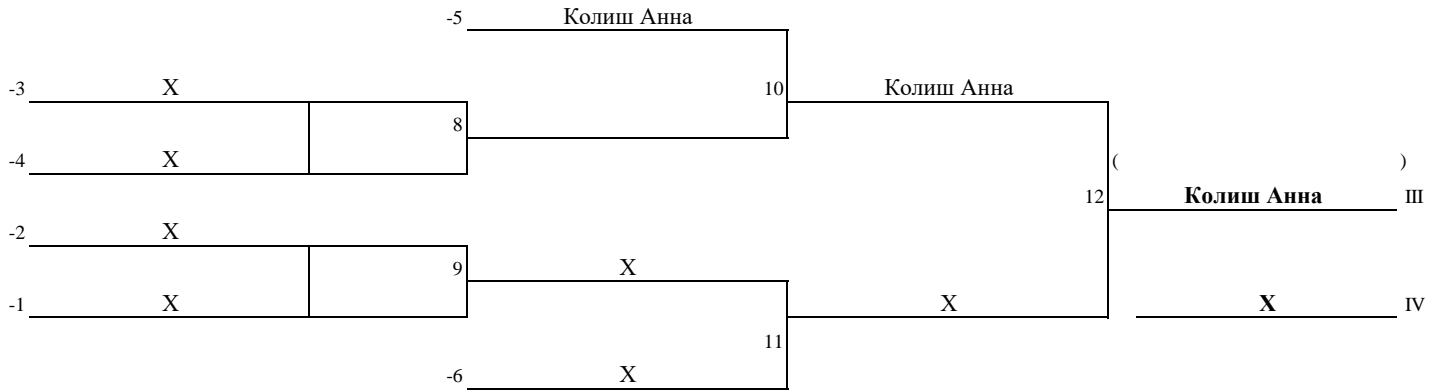 -5 Колиш Анна
-3 X 10 Колиш Анна
8
-4 X ( )
12 Колиш Анна III
-2 X
9 X
-1 X X X IV
11
-6 X